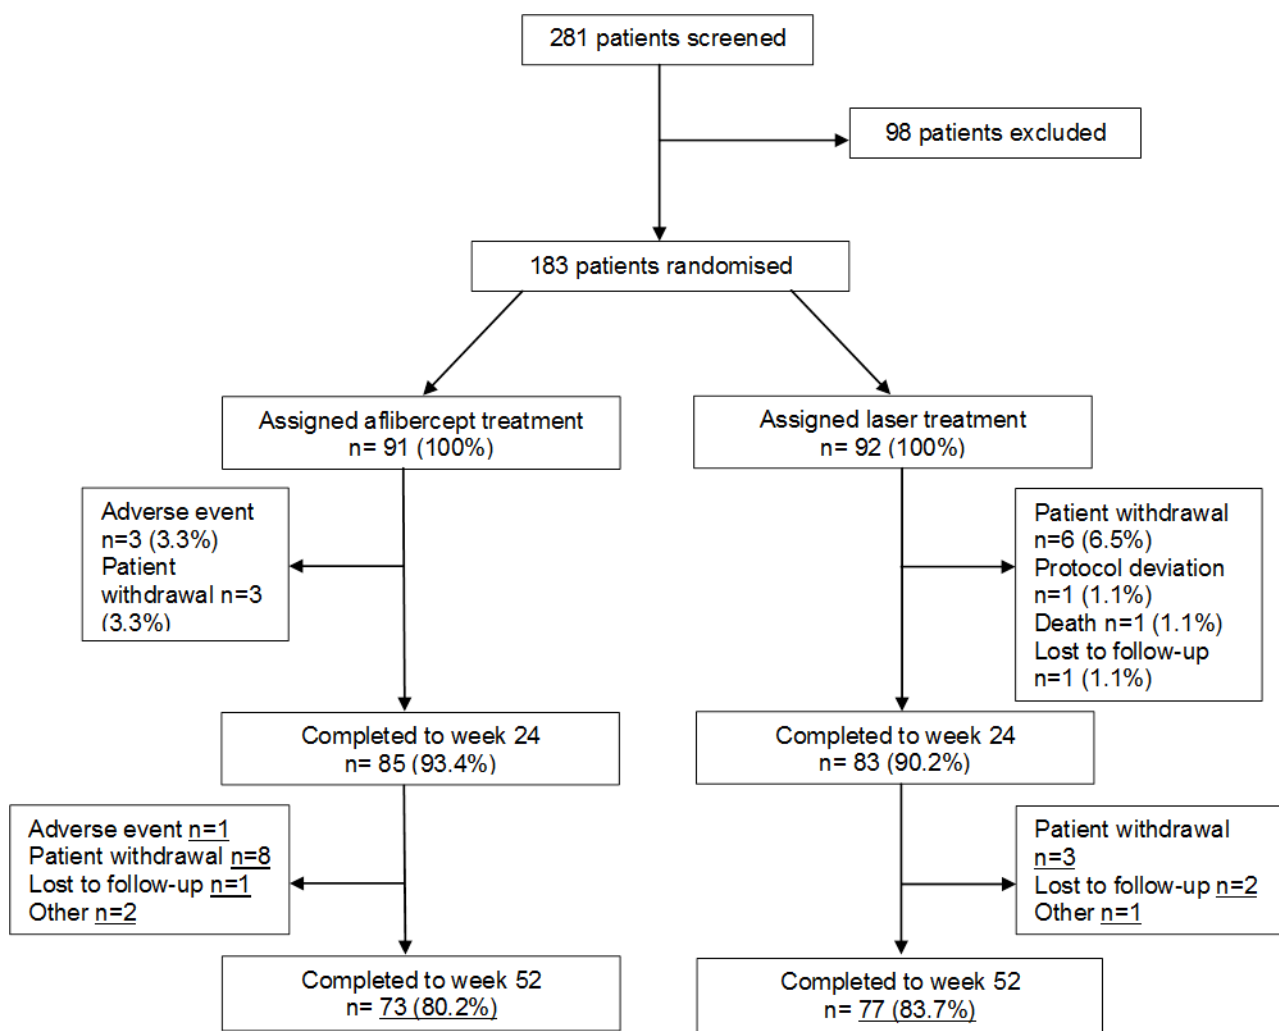 281 patients screened
98 patients excluded
183 patients randomised
Assigned aflibercept treatment
n= 91 (100%)
Assigned laser treatment
n= 92 (100%)
Adverse event
n=3 (3.3%)
Patient
withdrawal n=3
(3.3%)
Patient withdrawal
n=6 (6.5%)
Protocol deviation
n=1 (1.1%)
Death n=1 (1.1%)
Lost to follow-up
n=1 (1.1%)
Completed to week 24
n= 85 (93.4%)
Completed to week 24
n= 83 (90.2%)
Adverse event n=1
Patient withdrawal n=8
Lost to follow-up n=1
Other n=2
Patient withdrawal
n=3
Lost to follow-up n=2
Other n=1
Completed to week 52
n= 73 (80.2%)
Completed to week 52
n= 77 (83.7%)